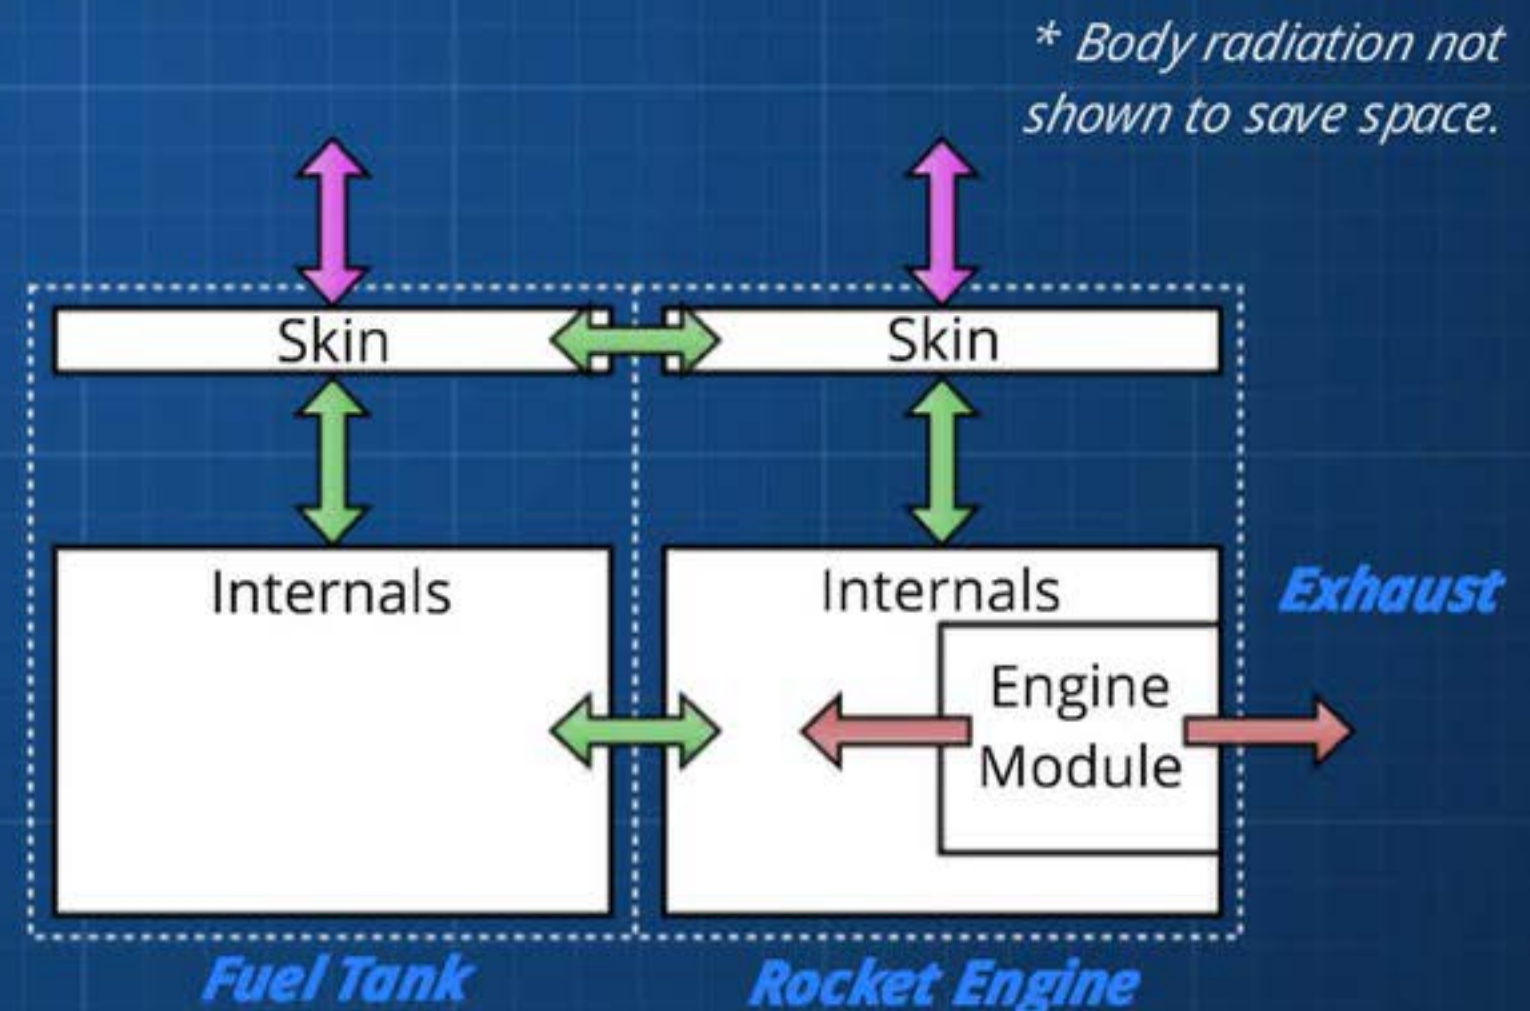 * Body radiation not
shown to save space.
Skin
Skin
Internals
Internals
Exhaust
Engine
Module
Fuel Tank
Rocket Engine